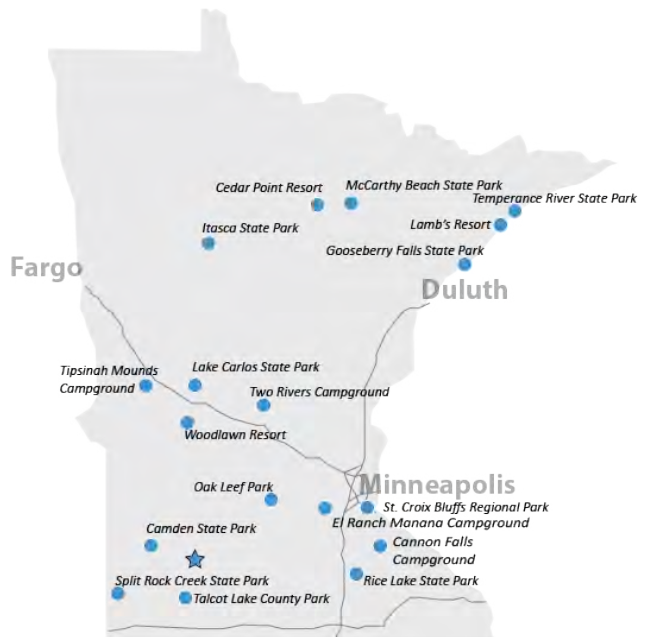 Cedar Point Resort
McCarthy Beach State Park
Temperance River State Park
Itasca State Park
Lamb's Resort
Gooseberry Falls State Park
Fargo
Duluth
Tipsinah Mounds
Campground
Lake Carlos State Park
Two Rivers Campground
Woodlawn Resort
Oak Leef Park
Minneapolis
St. Croix Bluffs Regional Park
El Ranch Manana Campground
Camden State Park
Cannon Falls
Campground
Split Rock Creek State Park
Rice Lake State Park
Talcot Lake County Park